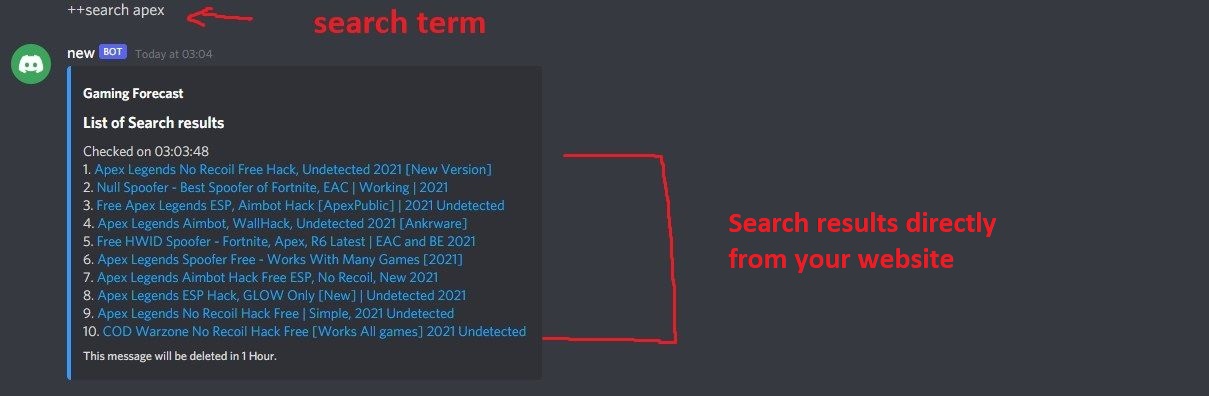 ++search apex
search term
new BOT Today at 03:04
Gaming Forecast
List of Search results
Checked on 03:03:48
1. Apex Legends No Recoil Free Hack, Undetected 2021 [New Version]
2. Null Spoofer - Best Spoofer of Fortnite, EAC | Working | 2021
3. Free Apex Legends ESP, Aimbot Hack [ApexPublic] | 2021 Undetected
4. Apex Legends Aimbot, WallHack, Undetected 2021 [Ankrware]
5. Free HWID Spoofer - Fortnite, Apex, R6 Latest | EAC and BE 2021
6. Apex Legends Spoofer Free - Works With Many Games [2021]
7. Apex Legends Aimbot Hack Free ESP, No Recoil, New 2021
8. Apex Legends ESP Hack, GLOW Only [New] | Undetected 2021
9. Apex Legends No Recoil Hack Free | Simple, 2021 Undetected
10. COD Warzone No Recoil Hack Free [Works All games] 2021 Undetected
This message will be deleted in 1 Hour.
Search results directly
from your website